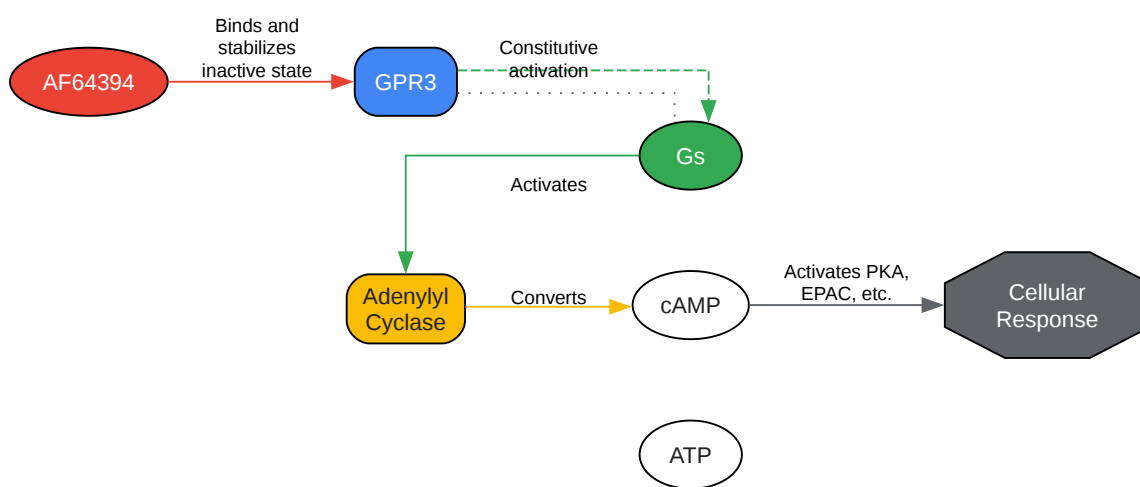 Binds and
stabilizes
inactive state
Constitutive
activation
AF64394
GPR3
Gs
Activates
Adenylyl
Cyclase
Converts
cAMP
Activates PKA,
EPAC, etc.
Cellular
Response
ATP